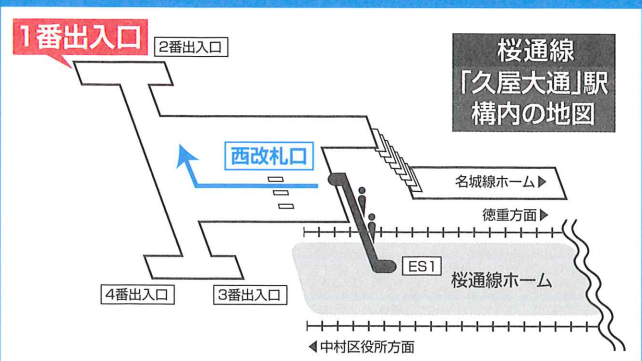 1番出入口
2番出入口
桜通線
「久屋大通」駅
構内の地図
西改札口
名城線ホーム▶
徳重方面▶
ES1
桜通線ホーム
4番出入口
3番出入口
◀中村区役所方面